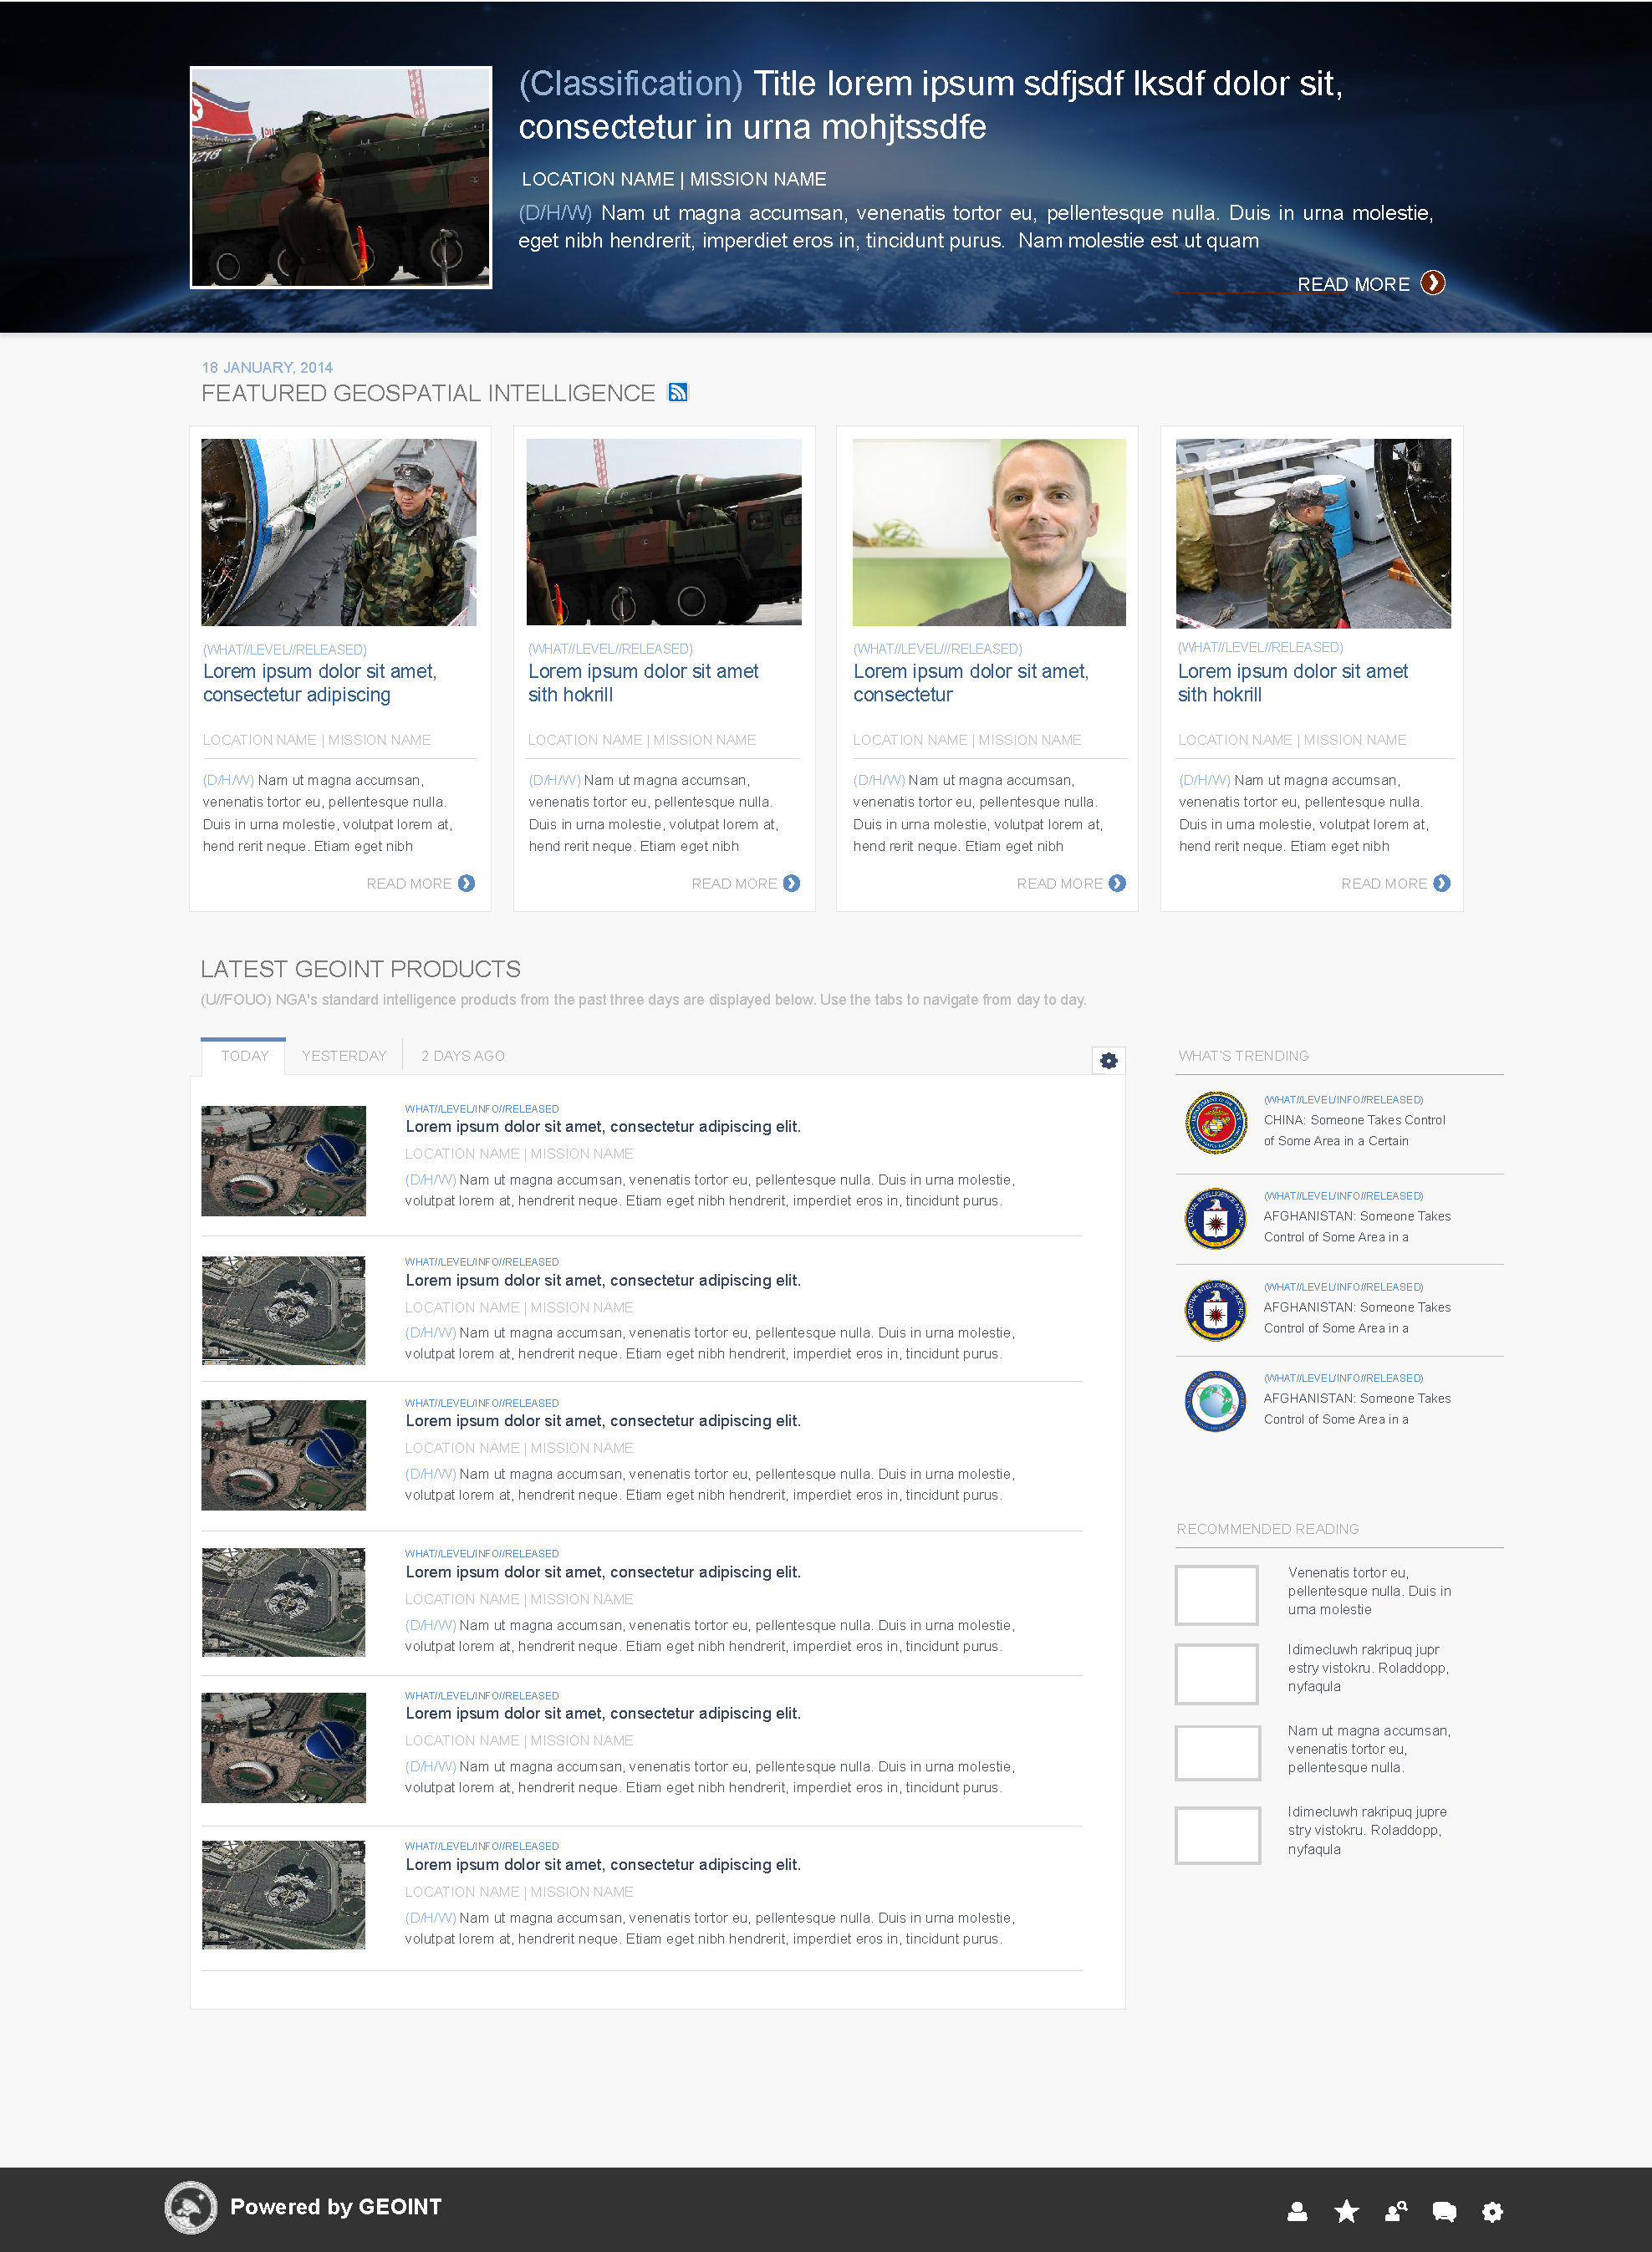 (Classification) Title lorem ipsum sdfjsdf lksdf dolor sit,
consectetur in urna mohjtssdfe
LOCATION NAME | MISSION NAME
(D/H/W) Nam ut magna accumsan, venenatis tortor eu, pellentesque nulla. Duis in urna molestie,
eget nibh hendrerit, imperdiet eros in, tincidunt purus. Nam molestie est ut quam
READ MORE
18 JANUARY, 2014
FEATURED GEOSPATIAL INTELLIGENCE
(WHAT//LEVEL//RELEASED)
Lorem ipsum dolor sit amet,
consectetur adipiscing
LOCATION NAME | MISSION NAME
(D/H/W) Nam ut magna accumsan,
venenatis tortor eu, pellentesque nulla.
Duis in urna molestie, volutpat lorem at,
hend rerit neque. Etiam eget nibh
READ MORE
(WHAT//LEVEL//RELEASED)
Lorem ipsum dolor sit amet
sith hokrill
LOCATION NAME | MISSION NAME
(D/H/W) Nam ut magna accumsan,
venenatis tortor eu, pellentesque nulla.
Duis in urna molestie, volutpat lorem at,
hend rerit neque. Etiam eget nibh
READ MORE
(WHAT//LEVEL///RELEASED)
Lorem ipsum dolor sit amet,
consectetur
LOCATION NAME | MISSION NAME
(D/H/W) Nam ut magna accumsan,
venenatis tortor eu, pellentesque nulla.
Duis in urna molestie, volutpat lorem at,
hend rerit neque. Etiam eget nibh
READ MORE
(WHAT//LEVEL//RELEASED)
Lorem ipsum dolor sit amet
sith hokrill
LOCATION NAME | MISSION NAME
(D/H/W) Nam ut magna accumsan,
venenatis tortor eu, pellentesque nulla.
Duis in urna molestie, volutpat lorem at,
hend rerit neque. Etiam eget nibh
READ MORE
LATEST GEOINT PRODUCTS
(U//FOUO) NGA's standard intelligence products from the past three days are displayed below. Use the tabs to navigate from day to day.
TODAY YESTERDAY 2 DAYS AGO
WHAT//LEVEL/INFO//RELEASED
Lorem ipsum dolor sit amet, consectetur adipiscing elit.
LOCATION NAME | MISSION NAME
(D/H/W) Nam ut magna accumsan, venenatis tortor eu, pellentesque nulla. Duis in urna molestie,
volutpat lorem at, hendrerit neque. Etiam eget nibh hendrerit, imperdiet eros in, tincidunt purus.
WHAT//LEVEL/INFO//RELEASED
Lorem ipsum dolor sit amet, consectetur adipiscing elit.
LOCATION NAME | MISSION NAME
(D/H/W) Nam ut magna accumsan, venenatis tortor eu, pellentesque nulla. Duis in urna molestie,
volutpat lorem at, hendrerit neque. Etiam eget nibh hendrerit, imperdiet eros in, tincidunt purus.
WHAT//LEVEL/INFO//RELEASED
Lorem ipsum dolor sit amet, consectetur adipiscing elit.
LOCATION NAME | MISSION NAME
(D/H/W) Nam ut magna accumsan, venenatis tortor eu, pellentesque nulla. Duis in urna molestie,
volutpat lorem at, hendrerit neque. Etiam eget nibh hendrerit, imperdiet eros in, tincidunt purus.
WHAT//LEVEL/INFO//RELEASED
Lorem ipsum dolor sit amet, consectetur adipiscing elit.
LOCATION NAME | MISSION NAME
(D/H/W) Nam ut magna accumsan, venenatis tortor eu, pellentesque nulla. Duis in urna molestie,
volutpat lorem at, hendrerit neque. Etiam eget nibh hendrerit, imperdiet eros in, tincidunt purus.
WHAT//LEVEL/INFO//RELEASED
Lorem ipsum dolor sit amet, consectetur adipiscing elit.
LOCATION NAME | MISSION NAME
(D/H/W) Nam ut magna accumsan, venenatis tortor eu, pellentesque nulla. Duis in urna molestie,
volutpat lorem at, hendrerit neque. Etiam eget nibh hendrerit, imperdiet eros in, tincidunt purus.
WHAT//LEVEL/INFO//RELEASED
Lorem ipsum dolor sit amet, consectetur adipiscing elit.
LOCATION NAME | MISSION NAME
(D/H/W) Nam ut magna accumsan, venenatis tortor eu, pellentesque nulla. Duis in urna molestie,
volutpat lorem at, hendrerit neque. Etiam eget nibh hendrerit, imperdiet eros in, tincidunt purus.
WHAT'S TRENDING
(WHAT//LEVEL/INFO//RELEASED)
CHINA: Someone Takes Control
of Some Area in a Certain
(WHAT//LEVEL/INFO//RELEASED)
AFGHANISTAN: Someone Takes
Control of Some Area in a
(WHAT//LEVEL/INFO//RELEASED)
AFGHANISTAN: Someone Takes
Control of Some Area in a
(WHAT//LEVEL/INFO//RELEASED)
AFGHANISTAN: Someone Takes
Control of Some Area in a
RECOMMENDED READING
Venenatis tortor eu,
pellentesque nulla. Duis in
urna molestie
Idimecluwh rakripuq jupr
estry vistokru. Roladdopp,
nyfaqula
Nam ut magna accumsan,
venenatis tortor eu,
pellentesque nulla.
Idimecluwh rakripuq jupre
stry vistokru. Roladdopp,
nyfaqula
Powered by GEOINT